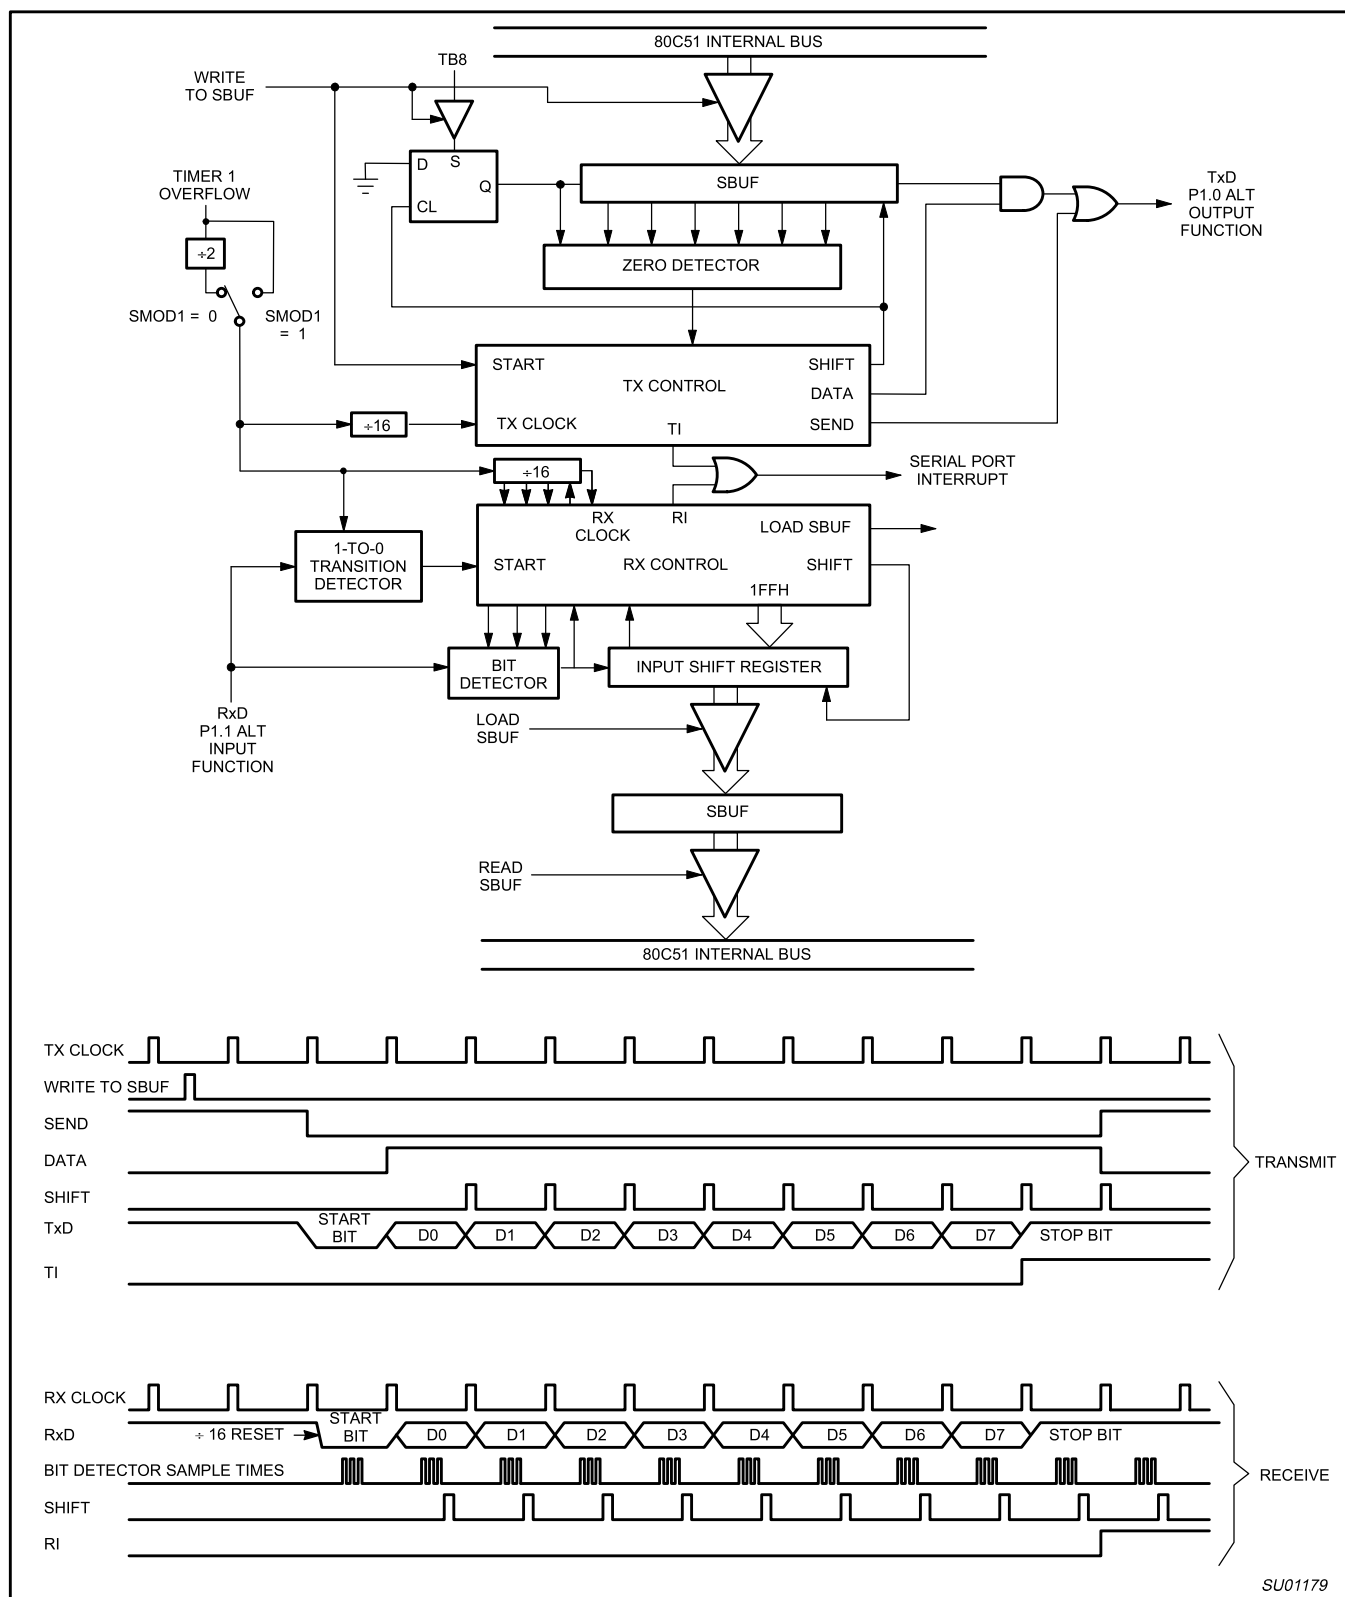 80C51 INTERNAL BUS
TB8
WRITE
TO SBUF
D
S
Q
CL
SBUF
TxD
P1.0 ALT
OUTPUT
FUNCTION
TIMER 1
OVERFLOW
÷2
ZERO DETECTOR
SMOD1 = 0
SMOD1
= 1
START
SHIFT
TX CONTROL
DATA
÷16
TX CLOCK
TI
SEND
÷16
SERIAL PORT
INTERRUPT
RX
CLOCK
RI
LOAD SBUF
1-TO-0
TRANSITION
DETECTOR
START
RX CONTROL
SHIFT
1FFH
BIT
DETECTOR
INPUT SHIFT REGISTER
RxD
P1.1 ALT
INPUT
FUNCTION
LOAD
SBUF
SBUF
READ
SBUF
80C51 INTERNAL BUS
TX CLOCK
WRITE TO SBUF
SEND
DATA
TRANSMIT
SHIFT
TxD
START
BIT
D0
D1
D2
D3
D4
D5
D6
D7
STOP BIT
TI
RX CLOCK
RxD
÷ 16 RESET
START
BIT
D0
D1
D2
D3
D4
D5
D6
D7
STOP BIT
BIT DETECTOR SAMPLE TIMES
RECEIVE
SHIFT
RI
SU01179